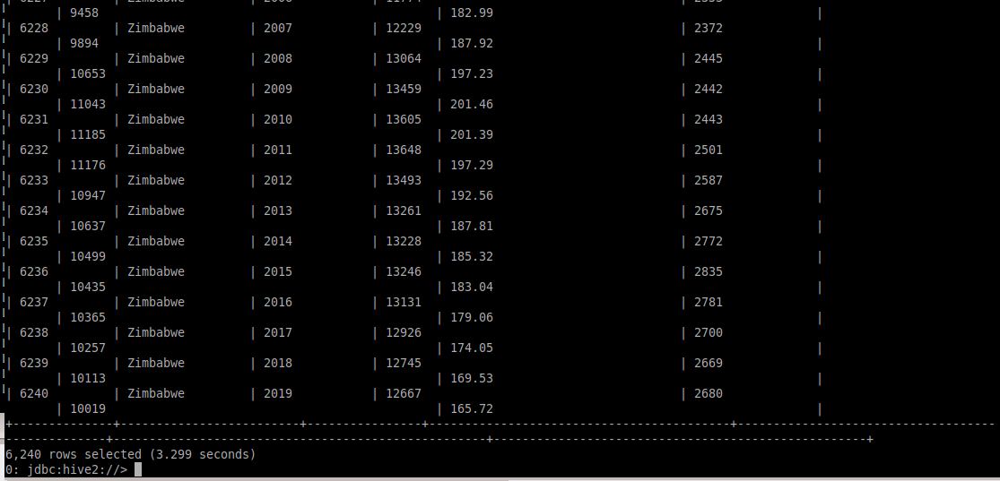 | 9458 | 182.99 |
| 6228 | Zimbabwe | 2007 | 12229 | 2372
| 9894 | 187.92 |
| 6229 | Zimbabwe | 2008 | 13064 | 2445
| 10653 | 197.23 |
| 6230 | Zimbabwe | 2009 | 13459 | 2442
| 11043 | 201.46 |
| 6231 | Zimbabwe | 2010 | 13605 | 2443
| 11185 | 201.39 |
| 6232 | Zimbabwe | 2011 | 13648 | 2501
| 11176 | 197.29 |
| 6233 | Zimbabwe | 2012 | 13493 | 2587
| 10947 | 192.56 |
| 6234 | Zimbabwe | 2013 | 13261 | 2675
| 10637 | 187.81 |
| 6235 | Zimbabwe | 2014 | 13228 | 2772
| 10499 | 185.32 |
| 6236 | Zimbabwe | 2015 | 13246 | 2835
| 10435 | 183.04 |
| 6237 | Zimbabwe | 2016 | 13131 | 2781
| 10365 | 179.06 |
| 6238 | Zimbabwe | 2017 | 12926 | 2700
| 10257 | 174.05 |
| 6239 | Zimbabwe | 2018 | 12745 | 2669
| 10113 | 169.53 |
| 6240 | Zimbabwe | 2019 | 12667 | 2680
| 10019 | 165.72 |
6,240 rows selected (3.299 seconds)
0: jdbc:hive2://>